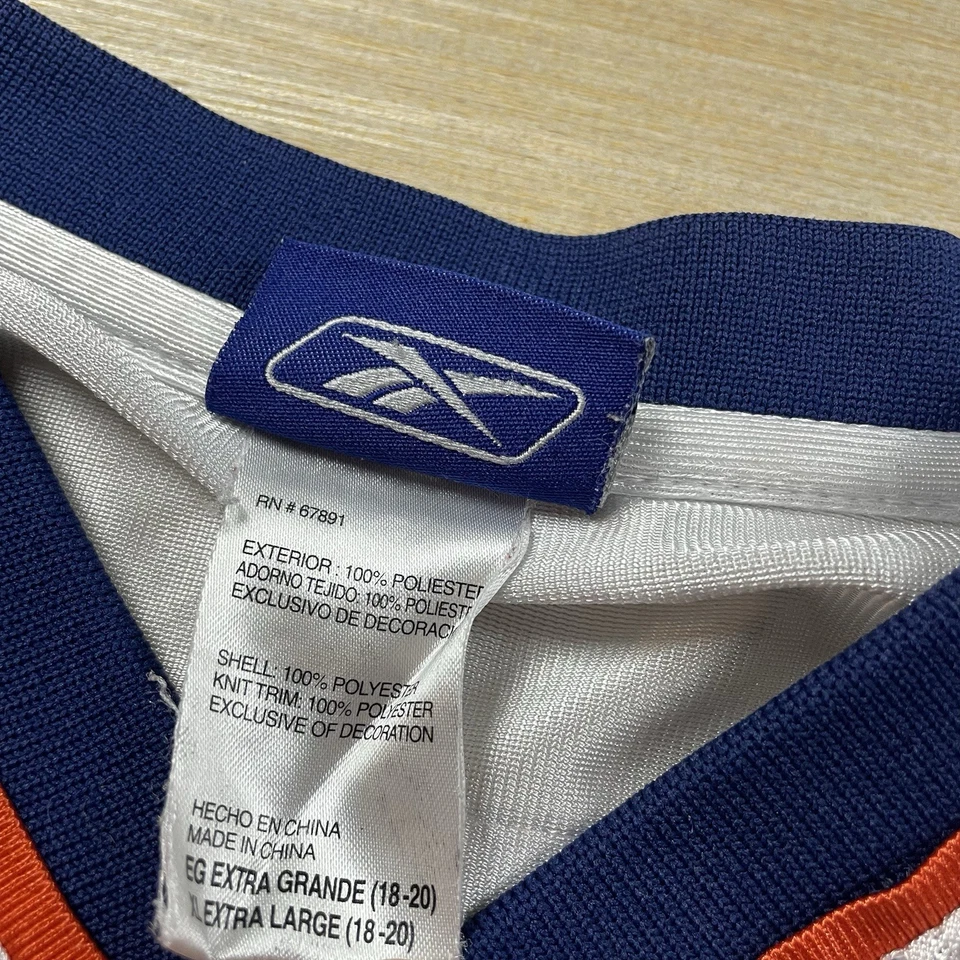 RN # 67891
EXTERIOR : 100% POLIESTER
ADORNO TEJIDO: 100% POLIEST
EXCLUSIVO DE DECORAC
SHELL: 100% POLYESTER
KNIT TRIM: 100% POLYESTER
EXCLUSIVE OF DECORATION
HECHO EN CHINA
MADE IN CHINA
EG EXTRA GRANDE (18-20)
XL EXTRA LARGE (18-20)